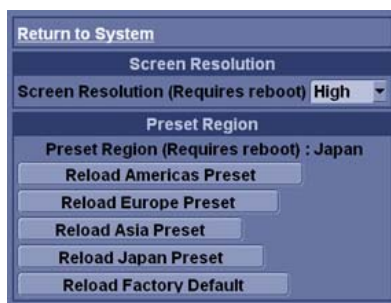 Return to System
Screen Resolution
Screen Resolution (Requires reboot) High
Preset Region
Preset Region (Requires reboot) : Japan
Reload Americas Preset
Reload Europe Preset
Reload Asia Preset
Reload Japan Preset
Reload Factory Default